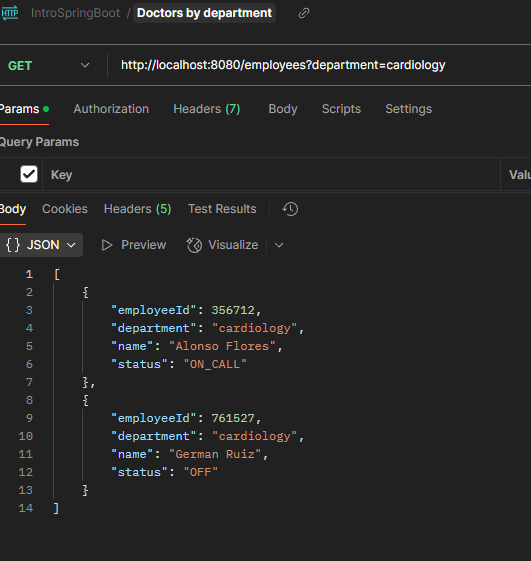 HTTP IntroSpringBoot / Doctors by department
GET http://localhost:8080/employees?department=cardiology
Params Authorization Headers (7) Body Scripts Settings
Query Params
Key Valu
Body Cookies Headers (5) Test Results
{} JSON Preview Visualize
1 [
2 {
3 "employeeId": 356712,
4 "department": "cardiology",
5 "name": "Alonso Flores",
6 "status": "ON_CALL"
7 },
8 {
9 "employeeId": 761527,
10 "department": "cardiology",
11 "name": "German Ruiz",
12 "status": "OFF"
13 }
14 ]